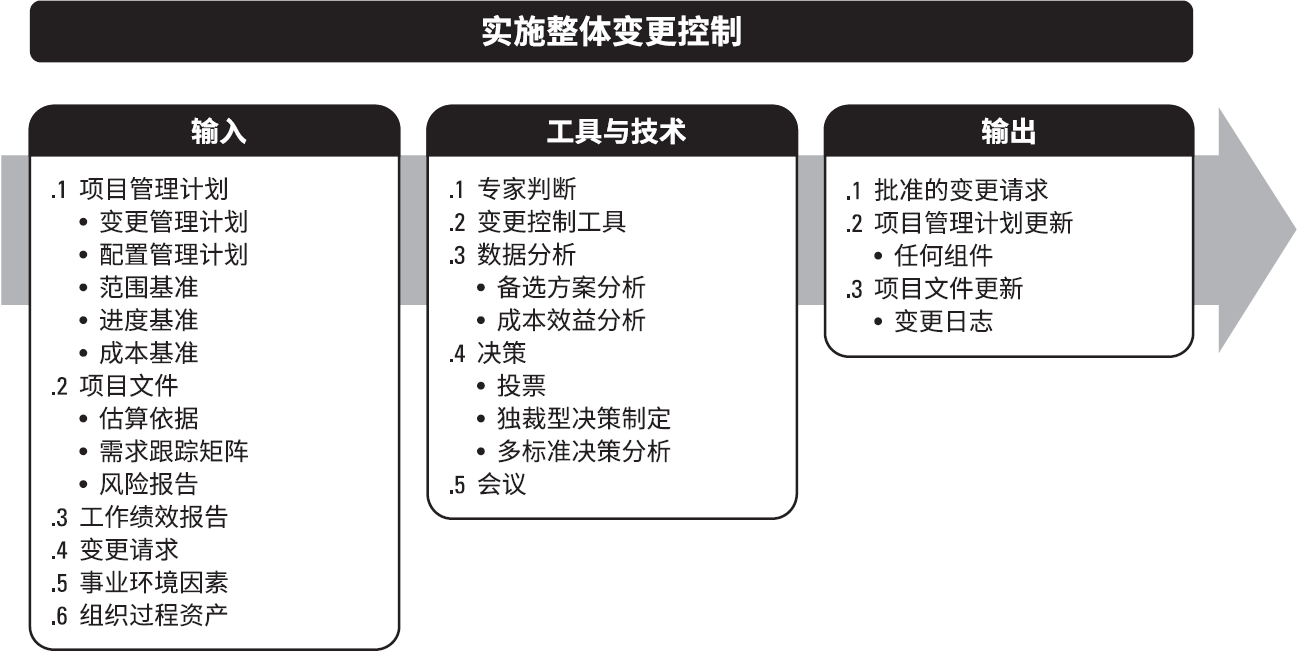 实施整体变更控制
输入
.1 项目管理计划
• 变更管理计划
• 配置管理计划
• 范围基准
• 进度基准
• 成本基准
.2 项目文件
• 估算依据
• 需求跟踪矩阵
• 风险报告
.3 工作绩效报告
.4 变更请求
.5 事业环境因素
.6 组织过程资产
工具与技术
.1 专家判断
.2 变更控制工具
.3 数据分析
• 备选方案分析
• 成本效益分析
.4 决策
• 投票
• 独裁型决策制定
• 多标准决策分析
.5 会议
输出
.1 批准的变更请求
.2 项目管理计划更新
• 任何组件
.3 项目文件更新
• 变更日志